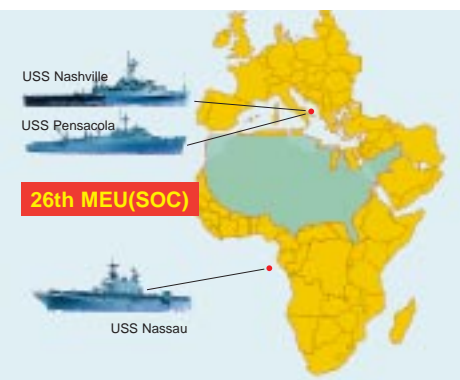 USS Nashville
USS Pensacola
26th MEU(SOC)
USS Nassau